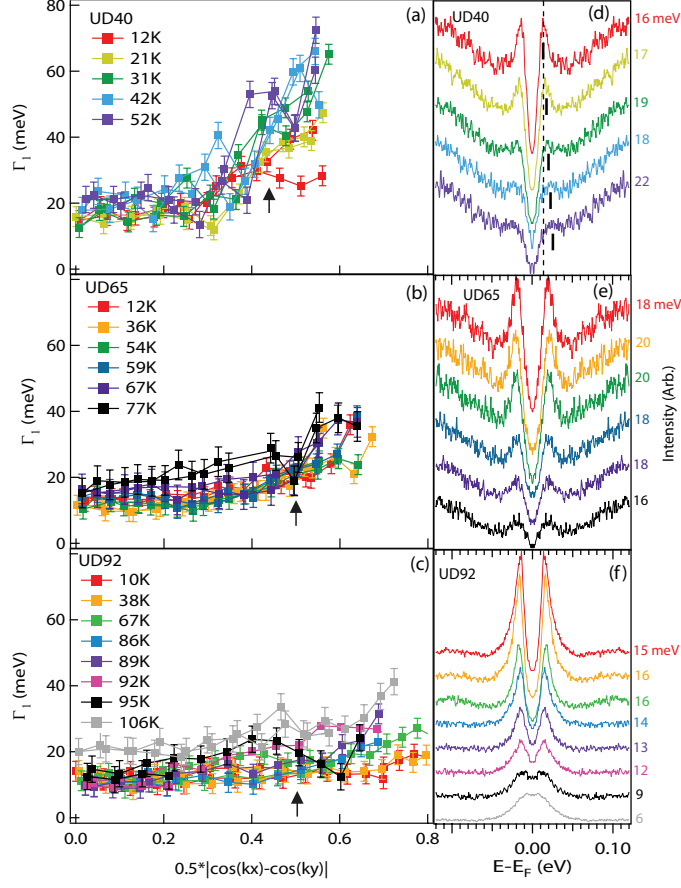 UD40
(a)
80
60
40
20
0
Γ1 (meV)
12K
21K
31K
42K
52K
UD65
(b)
80
60
40
20
0
Γ1 (meV)
12K
36K
54K
59K
67K
77K
UD92
(c)
80
60
40
20
0
Γ1 (meV)
10K
38K
67K
86K
89K
92K
95K
106K
0.0
0.2
0.4
0.6
0.8
0.5*|cos(kx)-cos(ky)|
UD40
(d)
16 meV
17
19
18
22
UD65
(e)
18 meV
20
20
18
18
16
Intensity (Arb.)
UD92
(f)
15 meV
16
16
14
13
12
9
6
0.00
0.10
E-EF (eV)